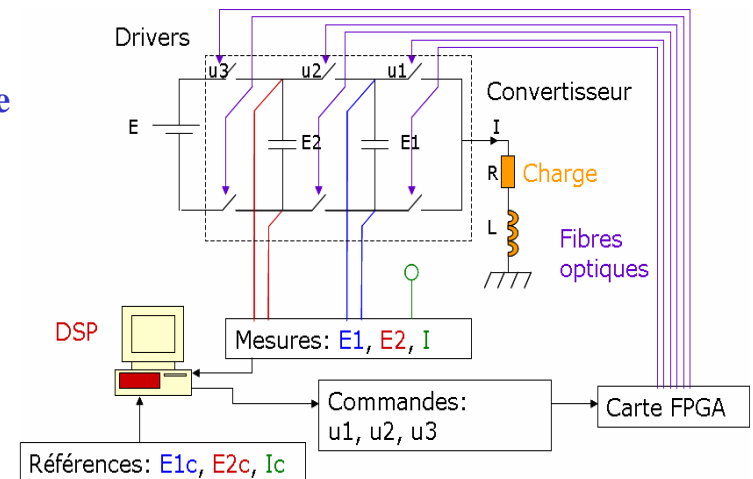 Drivers
e
u3
u2
u1
Convertisseur
E
E2
E1
I
R
Charge
L
Fibres
optiques
DSP
Mesures: E1, E2, I
Commandes:
u1, u2, u3
Carte FPGA
Références: E1c, E2c, Ic